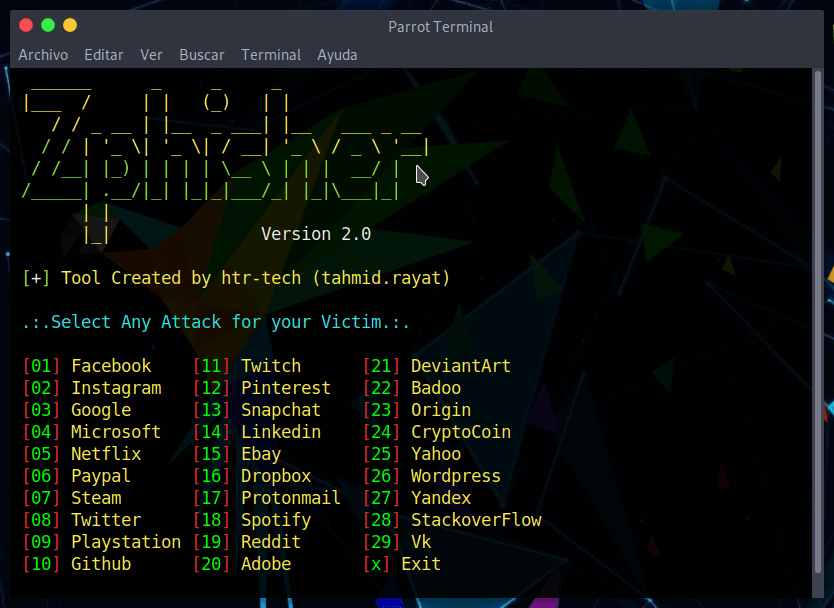 Parrot Terminal
Archivo Editar Ver Buscar Terminal Ayuda
Zphisher
Version 2.0
[+] Tool Created by htr-tech (tahmid.rayat)
.:.Select Any Attack for your Victim.:.
[01] Facebook [11] Twitch [21] DeviantArt
[02] Instagram [12] Pinterest [22] Badoo
[03] Google [13] Snapchat [23] Origin
[04] Microsoft [14] Linkedin [24] CryptoCoin
[05] Netflix [15] Ebay [25] Yahoo
[06] Paypal [16] Dropbox [26] Wordpress
[07] Steam [17] Protonmail [27] Yandex
[08] Twitter [18] Spotify [28] StackoverFlow
[09] Playstation [19] Reddit [29] Vk
[10] Github [20] Adobe [x] Exit